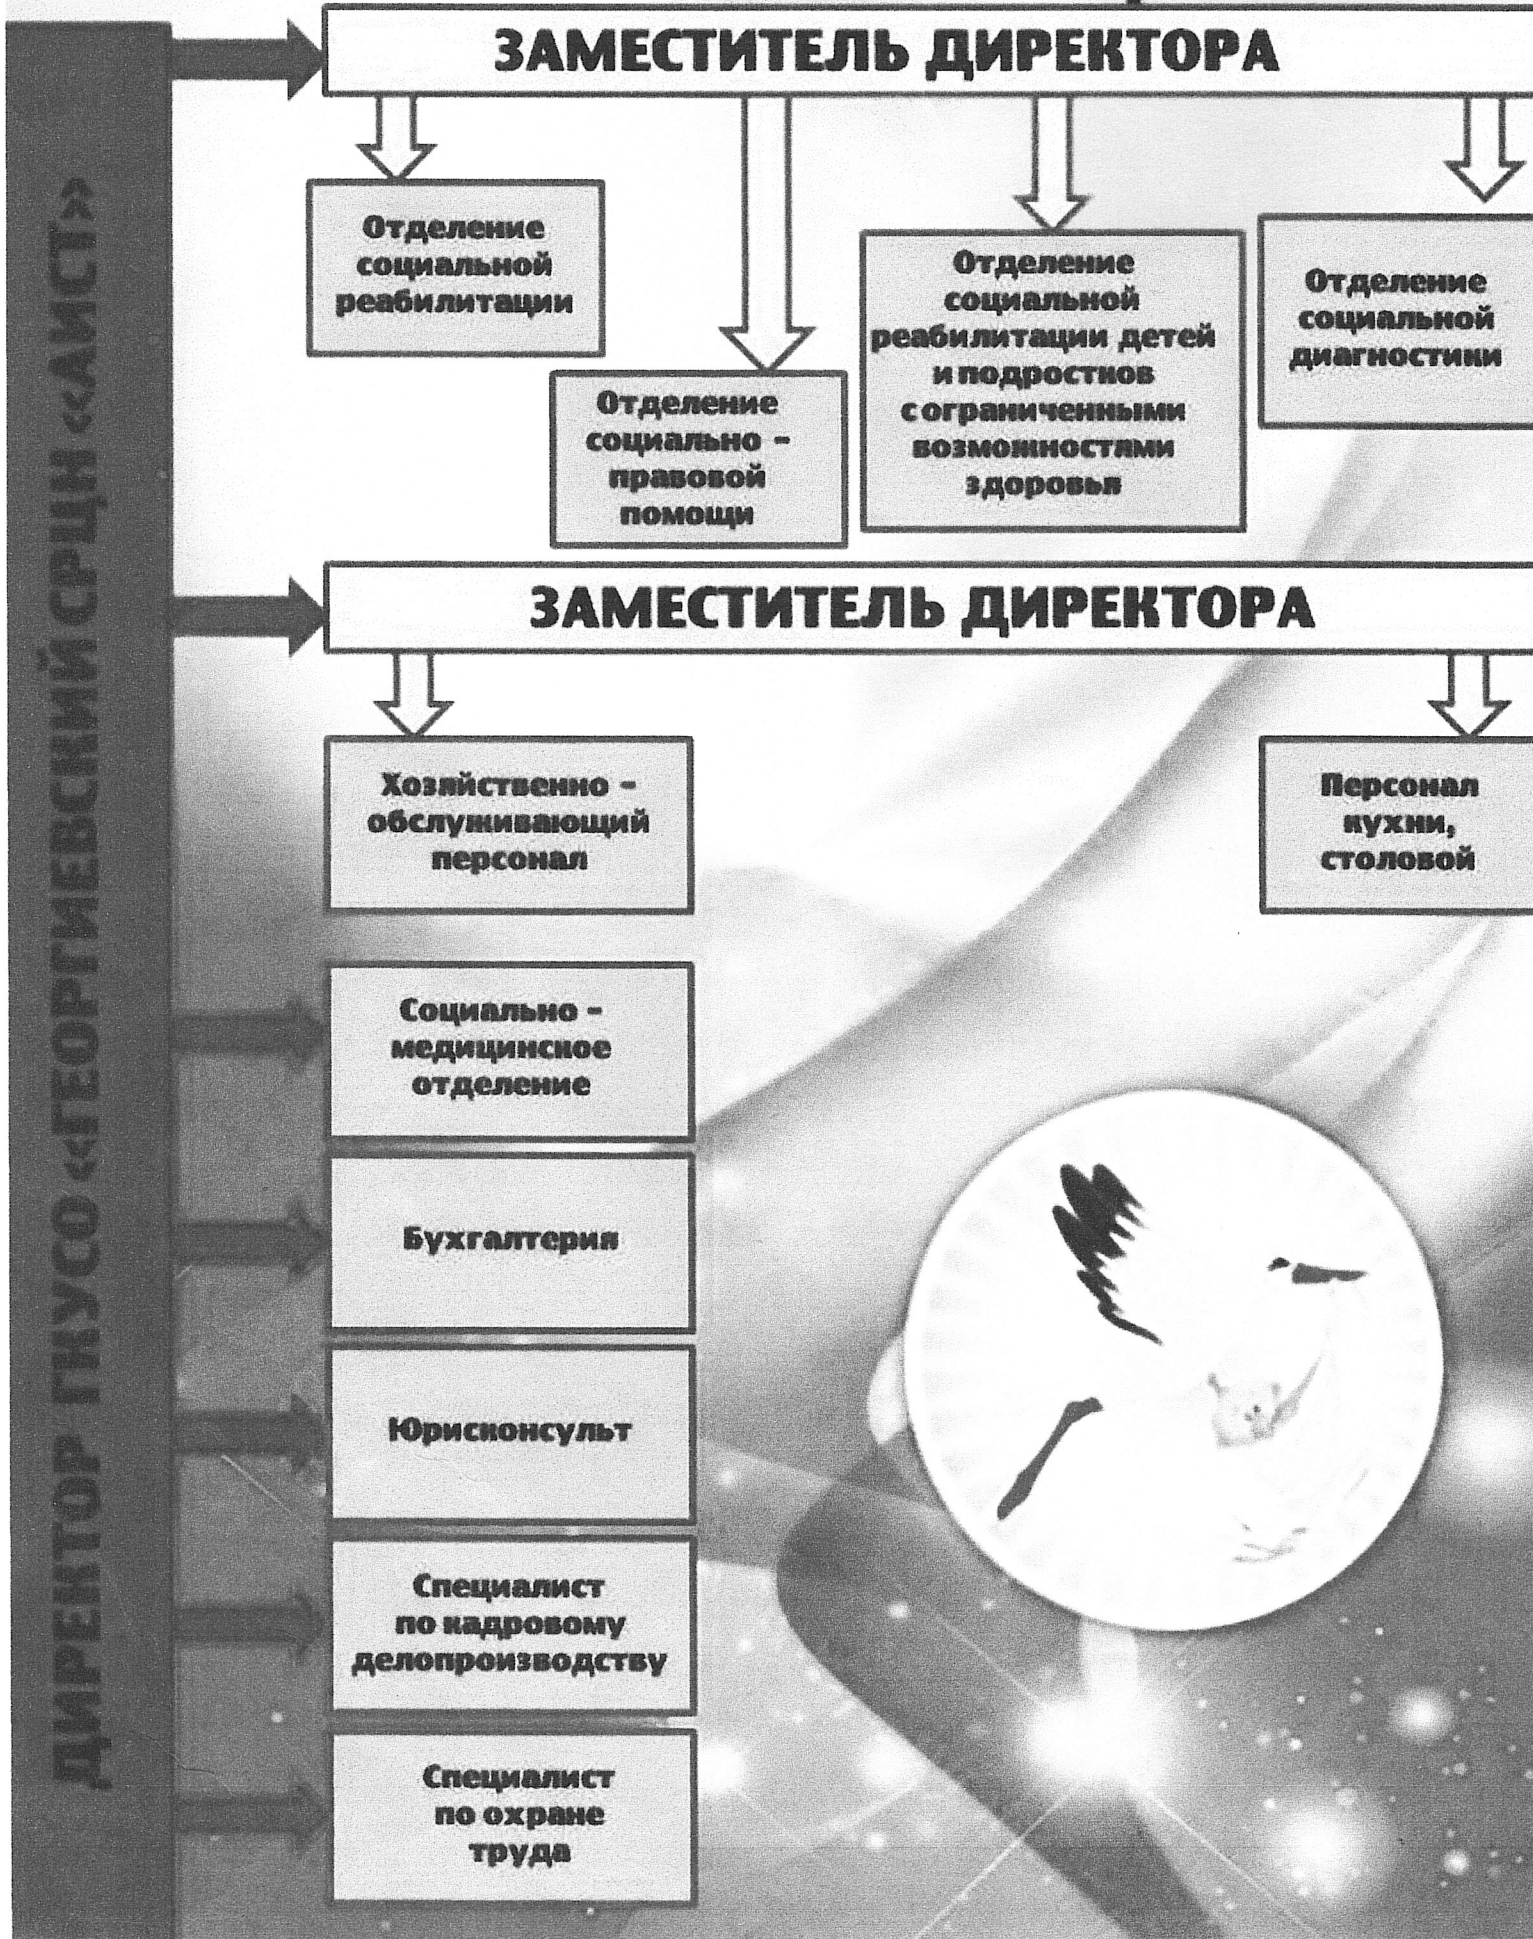 ДИРЕКТОР ГКУСО «ГЕОРГИЕВСКИЙ СРЦН «АИСТ»
ЗАМЕСТИТЕЛЬ ДИРЕКТОРА
Отделение
социальной
реабилитации
Отделение
социально –
правовой
помощи
Отделение
социальной
реабилитации детей
и подростков
с ограниченными
возможностями
здоровья
Отделение
социальной
диагностики
ЗАМЕСТИТЕЛЬ ДИРЕКТОРА
Хозяйственно –
обслуживающий
персонал
Персонал
кухни,
столовой
Социально –
медицинское
отделение
Бухгалтерия
Юрисконсульт
Специалист
по кадровому
делопроизводству
Специалист
по охране
труда